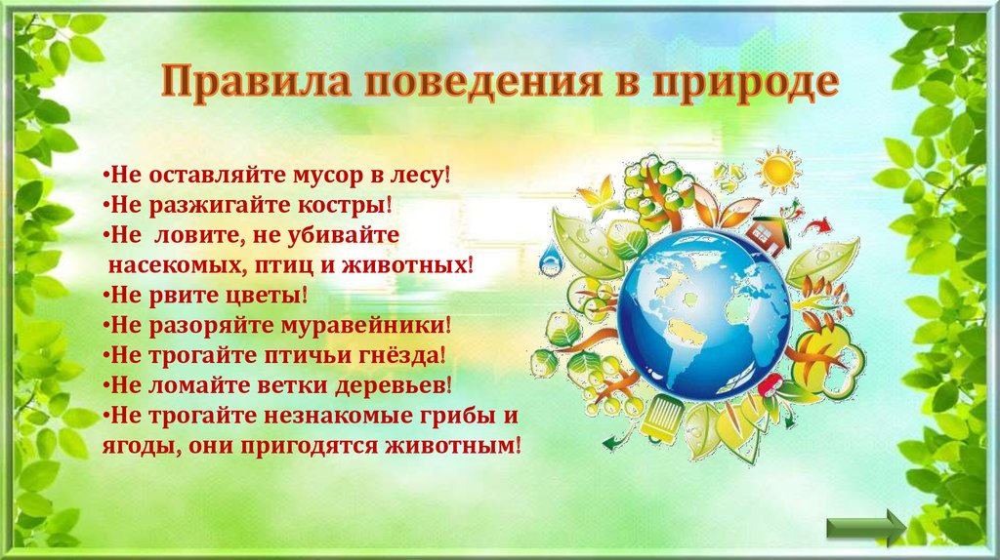 Правила поведения в природе
•Не оставляйте мусор в лесу!
•Не разжигайте костры!
•Не ловите, не убивайте
насекомых, птиц и животных!
•Не рвите цветы!
•Не разоряйте муравейники!
•Не трогайте птичьи гнёзда!
•Не ломайте ветки деревьев!
•Не трогайте незнакомые грибы и
ягоды, они пригодятся животным!